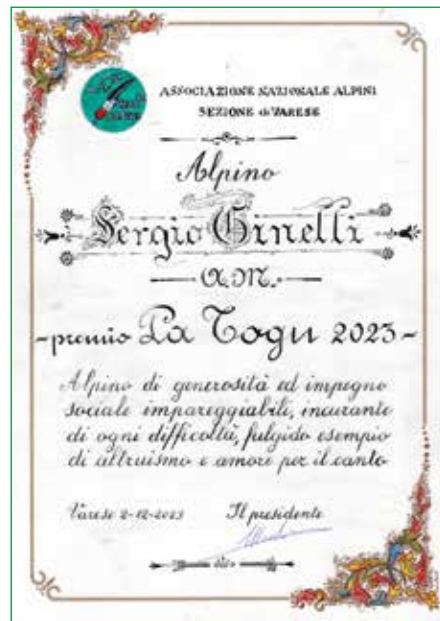 ASSOCIAZIONE NAZIONALE ALPINI
SEZIONE di VARESE
Alpino
Sergio Ginelli
A.M.
-premio Pa Togn 2023-
Alpino di generosità ed impegno
sociale impareggiabili, incurante
di ogni difficoltà, fulgido esempio
di altruismo e amore per il canto
Varese 2-12-2023 Il presidente